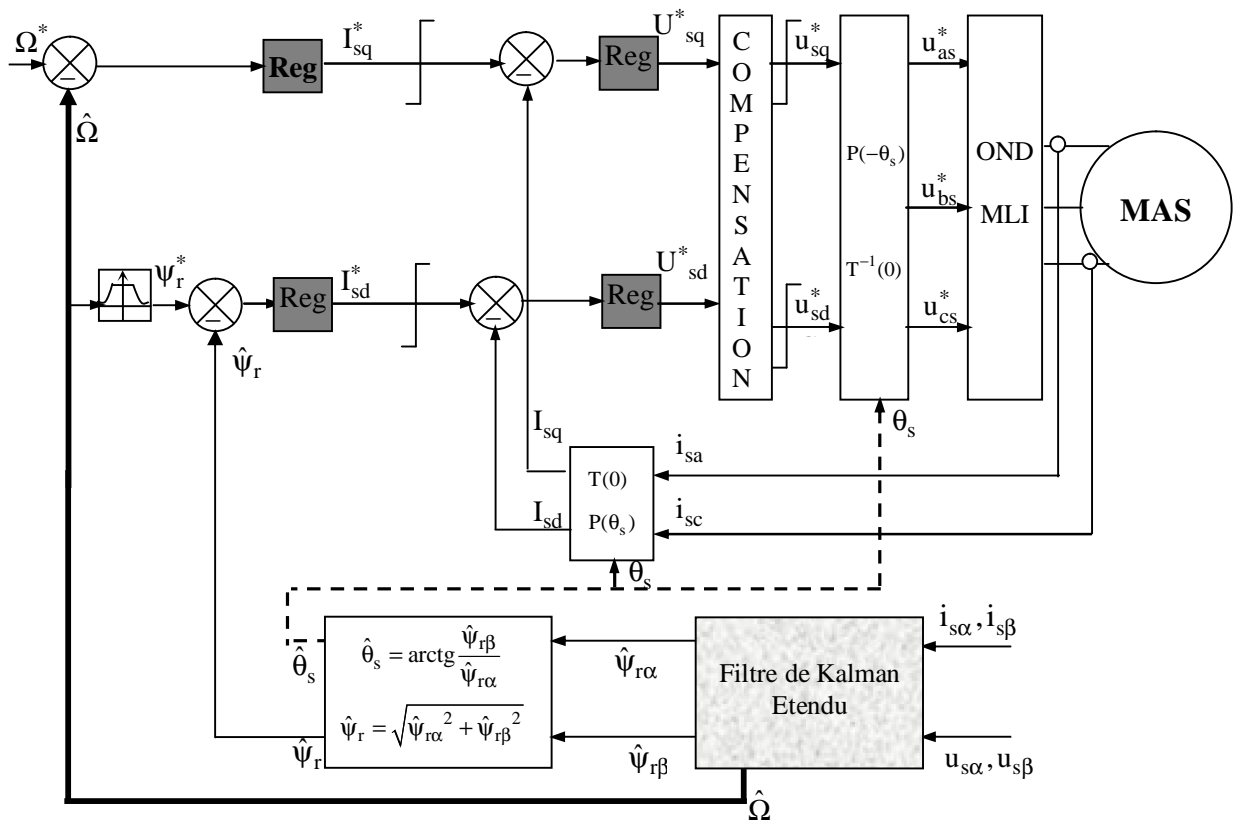 Ω*
Reg
I*sq
Reg
U*sq
COMPENSATION
u*sq
P(−θs)
T⁻¹(0)
u*as
OND
MLI
MAS
u*bs
Ω̂
ψ*r
Reg
I*sd
Reg
U*sd
u*sd
u*cs
ψ̂r
θs
Isq
T(0)
P(θs)
isa
Isd
isc
θs
θ̂s
θ̂s = arctg ψ̂rβ / ψ̂rα
ψ̂r = √(ψ̂rα² + ψ̂rβ²)
ψ̂r
ψ̂rα
ψ̂rβ
Filtre de Kalman
Etendu
isα, isβ
usα, usβ
Ω̂